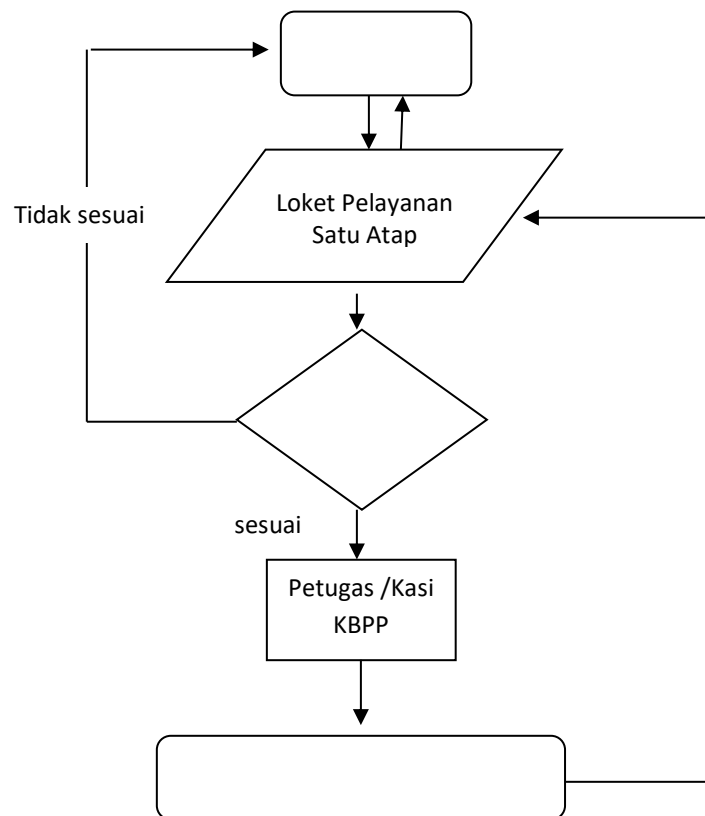 Tidak sesuai
Loket Pelayanan
Satu Atap
sesuai
Petugas /Kasi
KBPP